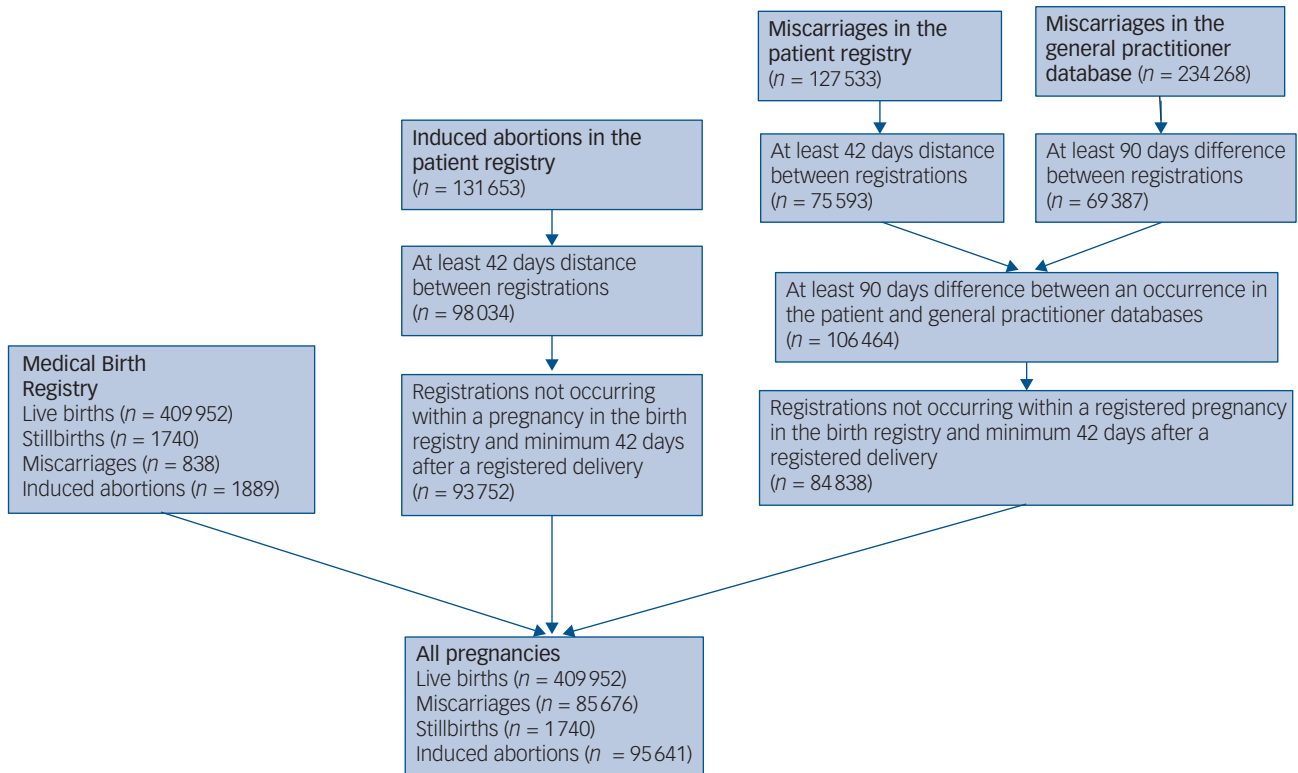 Miscarriages in the
patient registry
(n = 127 533)
Miscarriages in the
general practitioner
database (n = 234 268)
Induced abortions in the
patient registry
(n = 131 653)
At least 42 days distance
between registrations
(n = 75 593)
At least 90 days difference
between registrations
(n = 69 387)
At least 42 days distance
between registrations
(n = 98 034)
At least 90 days difference between an occurrence in
the patient and general practitioner databases
(n = 106 464)
Medical Birth
Registry
Live births (n = 409 952)
Stillbirths (n = 1740)
Miscarriages (n = 838)
Induced abortions (n = 1889)
Registrations not occurring
within a pregnancy in the birth
registry and minimum 42 days
after a registered delivery
(n = 93 752)
Registrations not occurring within a registered pregnancy
in the birth registry and minimum 42 days after a
registered delivery
(n = 84 838)
All pregnancies
Live births (n = 409 952)
Miscarriages (n = 85 676)
Stillbirths (n = 1 740)
Induced abortions (n = 95 641)